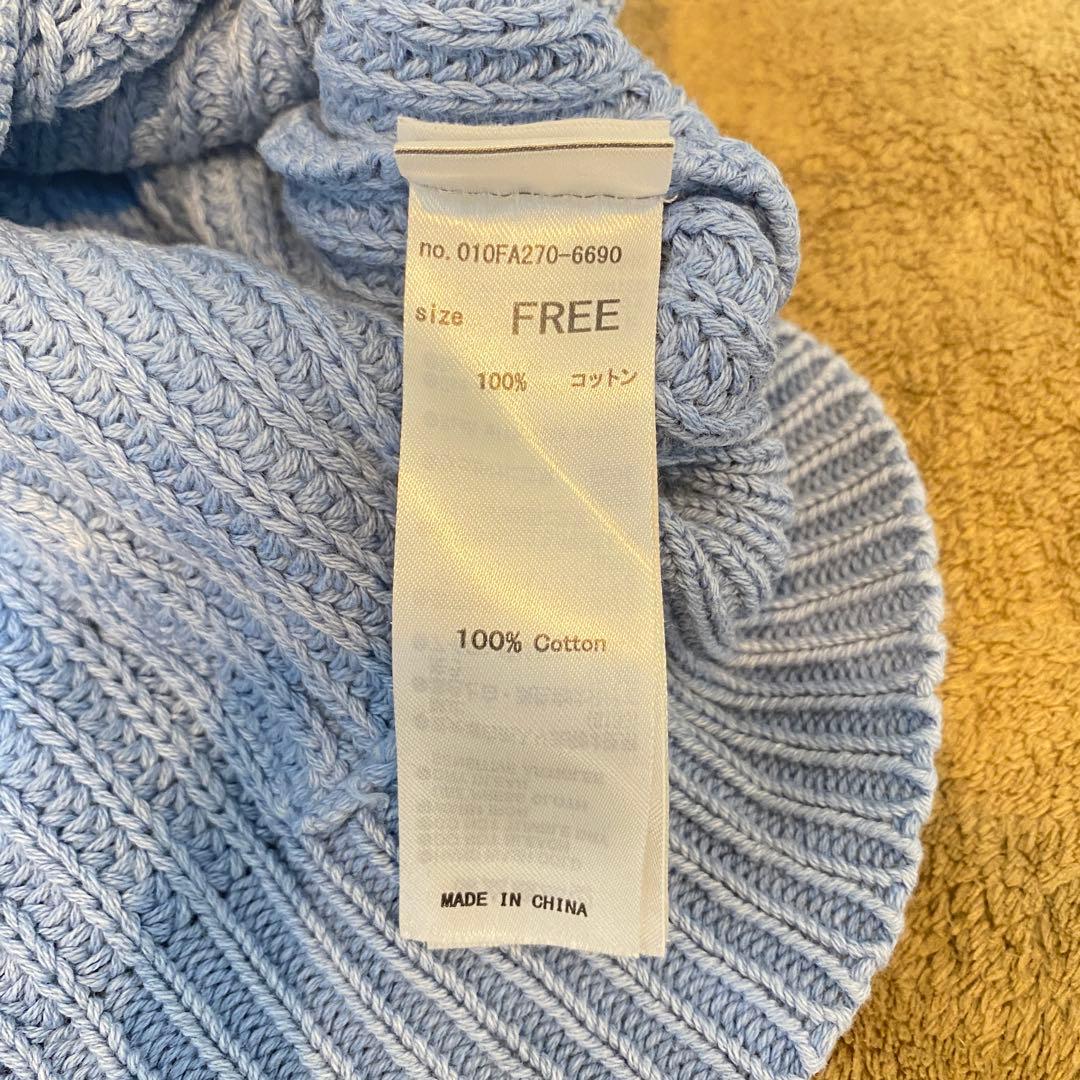 no. 010FA270-6690
size FREE
100% コットン
100% Cotton
MADE IN CHINA